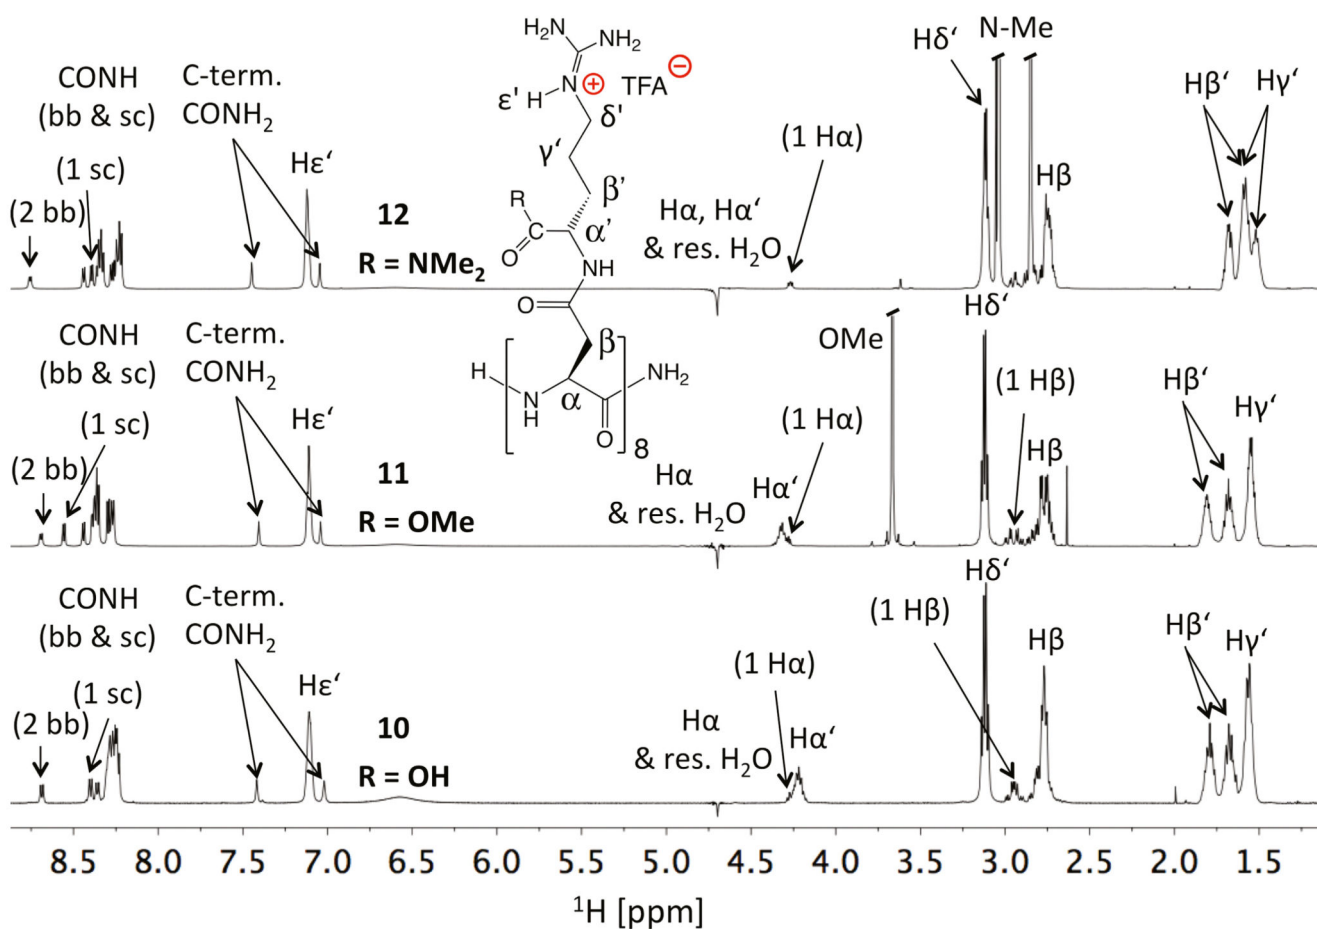 CONH
(bb & sc)
C-term.
CONH₂
(1 sc)
(2 bb)
Hε‘
12
R = NMe₂
H₂N
NH₂
ε'
H
N
⊕
TFA
⊖
δ'
γ‘
β'
R
C
O
α'
NH
O
β
H
N
H
α
O
8
NH₂
Hα, Hα‘
& res. H₂O
(1 Hα)
Hδ‘
N-Me
Hβ
Hβ‘
Hγ‘
CONH
(bb & sc)
C-term.
CONH₂
(1 sc)
(2 bb)
Hε‘
11
R = OMe
Hα
& res. H₂O
Hα‘
(1 Hα)
OMe
Hδ‘
(1 Hβ)
Hβ
Hβ‘
Hγ‘
CONH
(bb & sc)
C-term.
CONH₂
(1 sc)
(2 bb)
Hε‘
10
R = OH
Hα
& res. H₂O
(1 Hα)
Hα‘
(1 Hβ)
Hδ‘
Hβ
Hβ‘
Hγ‘
8.5 8.0 7.5 7.0 6.5 6.0 5.5 5.0 4.5 4.0 3.5 3.0 2.5 2.0 1.5
¹H [ppm]